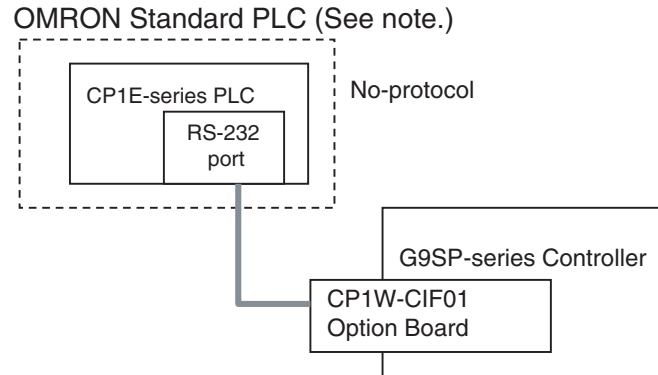 OMRON Standard PLC (See note.)
CP1E-series PLC
No-protocol
RS-232
port
G9SP-series Controller
CP1W-CIF01
Option Board